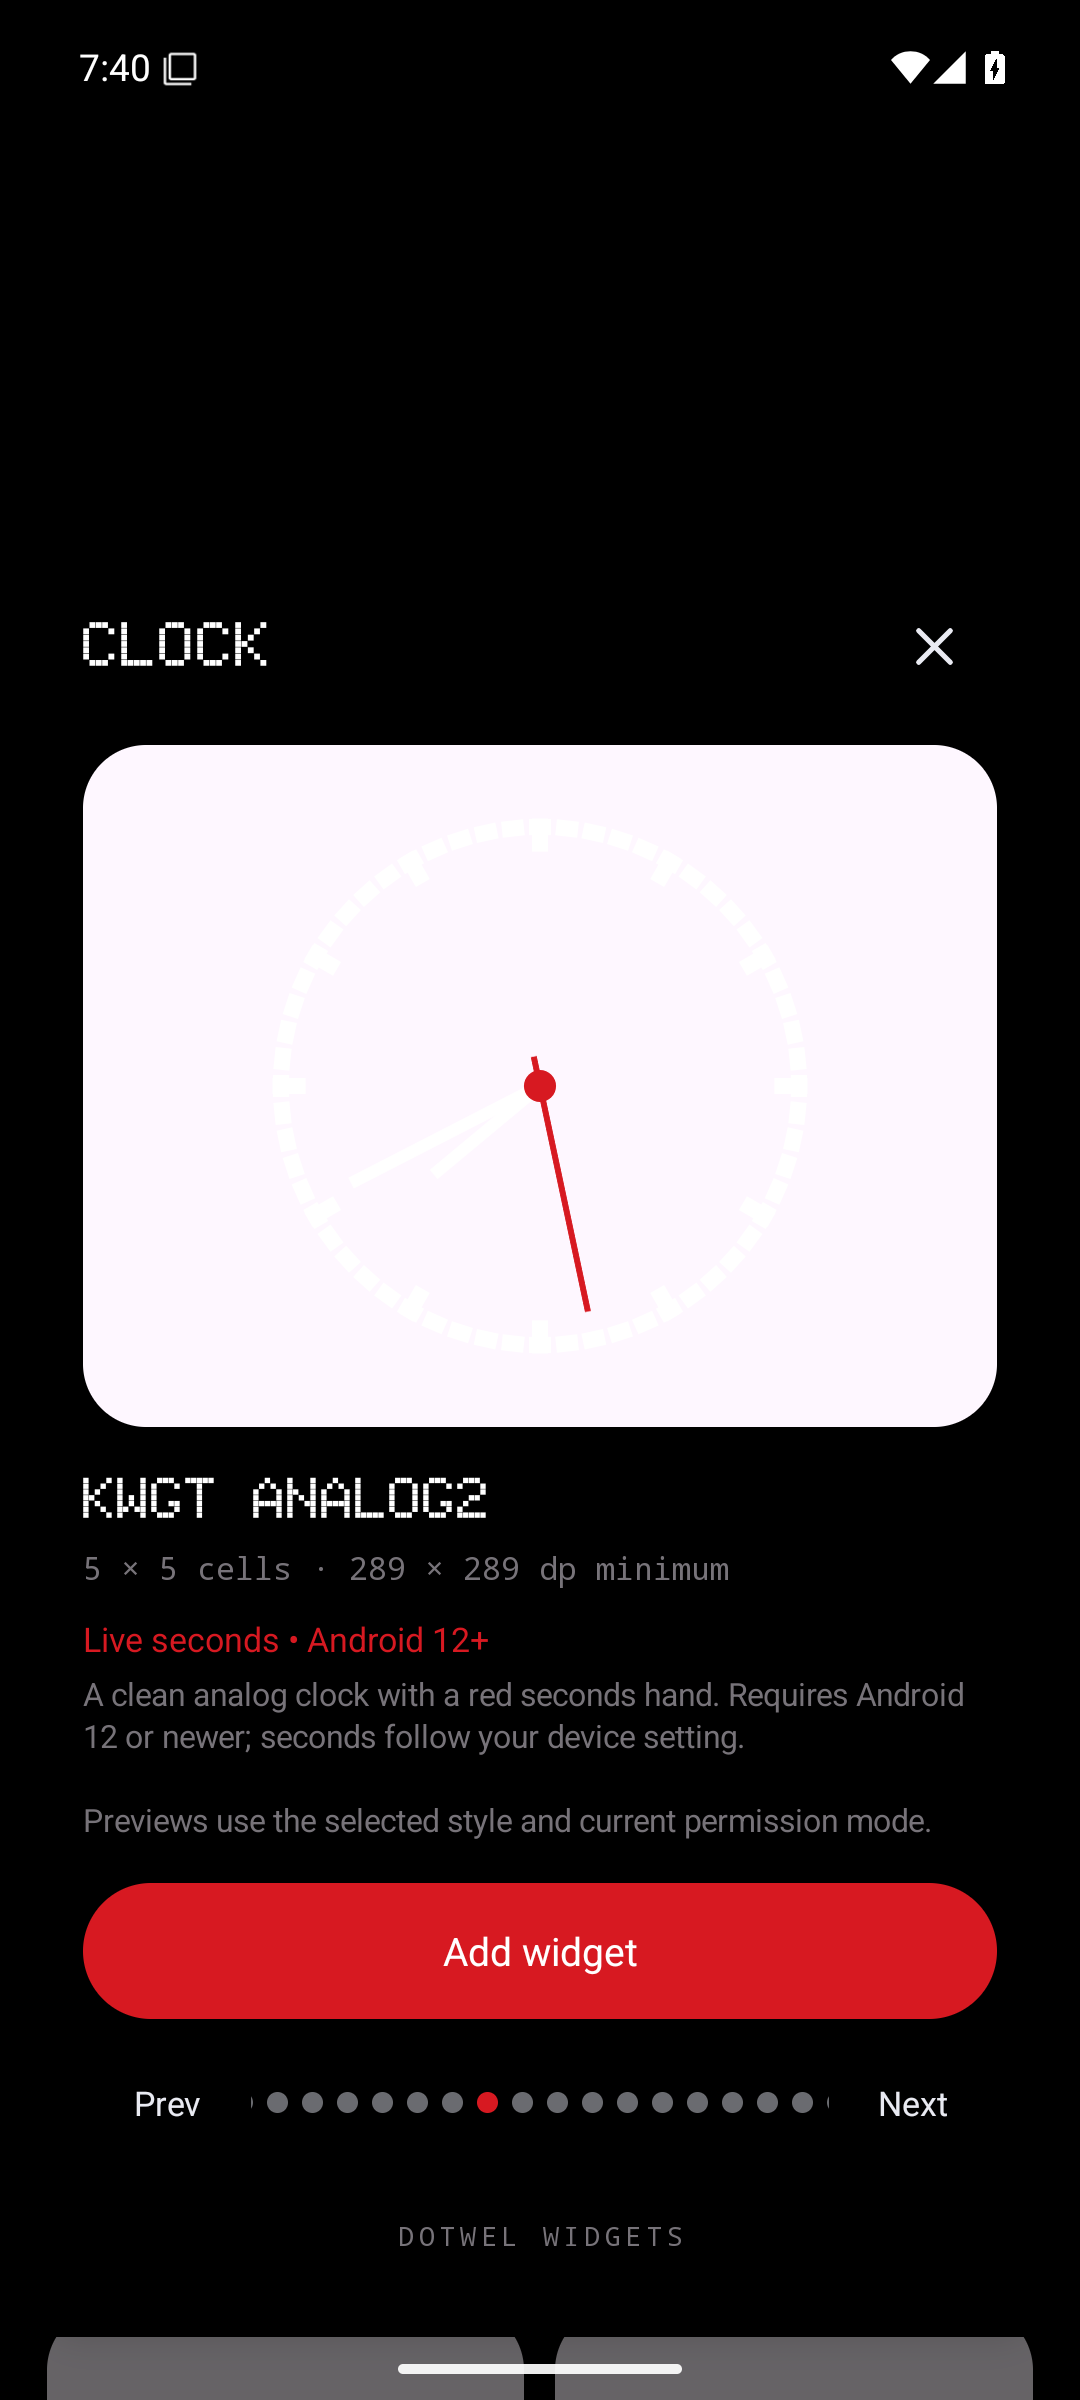 7:40
CLOCK
KWGT ANALOG2
5 × 5 cells · 289 × 289 dp minimum
Live seconds • Android 12+
A clean analog clock with a red seconds hand. Requires Android
12 or newer; seconds follow your device setting.
Previews use the selected style and current permission mode.
Add widget
Prev
Next
DOTWEL WIDGETS